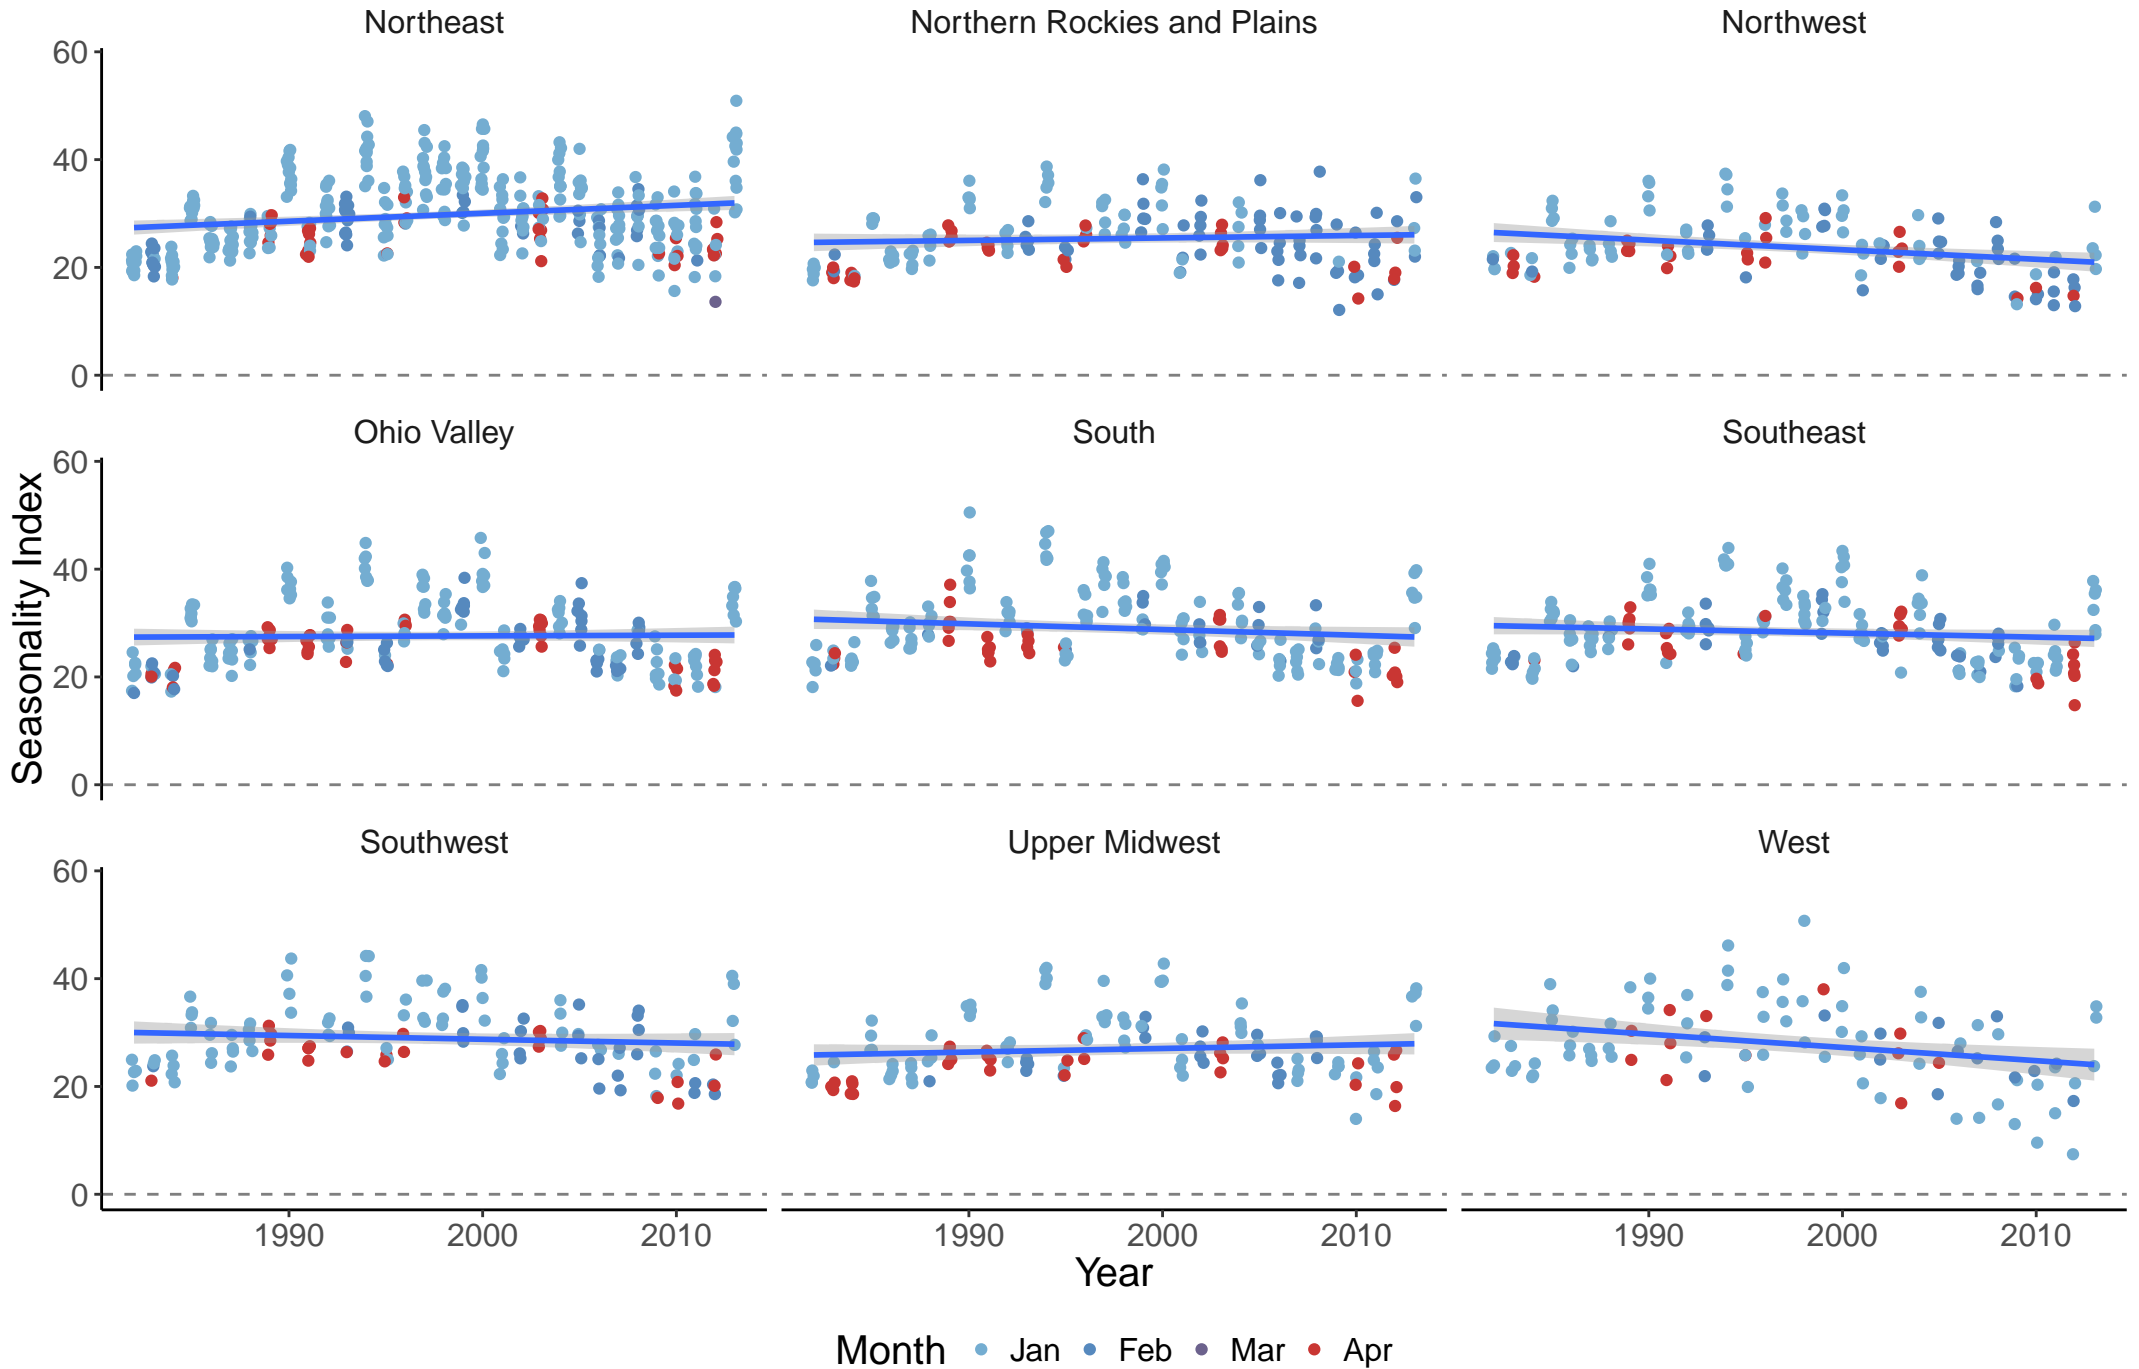 Northeast Northern Rockies and Plains Northwest
60
40
20
0
Ohio Valley South Southeast
60
40
20
0
Seasonality Index
Southwest Upper Midwest West
60
40
20
0
1990 2000 2010 1990 2000 2010 1990 2000 2010
Year
Month Jan Feb Mar Apr